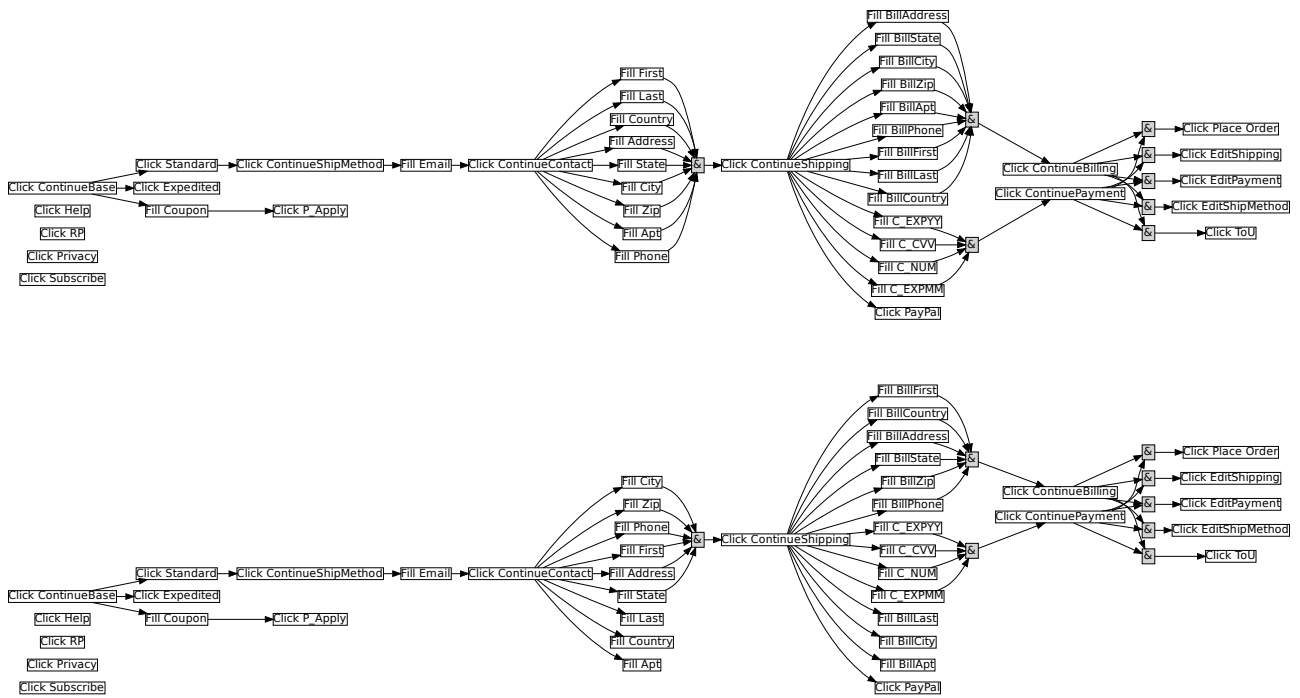 Fill BillAddress
Fill BillState
Fill BillCity
Fill BillZip
Fill BillApt
Fill BillPhone
Fill BillFirst
Fill BillLast
Fill BillCountry
Fill C_EXPYY
Fill C_CVV
Fill C_NUM
Fill C_EXPMM
Click PayPal
Fill First
Fill Last
Fill Country
Fill Address
Fill State
Fill City
Fill Zip
Fill Apt
Fill Phone
&
&
&
Click Standard
Click ContinueShipMethod
Fill Email
Click ContinueContact
Click ContinueShipping
Click ContinueBase
Click Expedited
Fill Coupon
Click P_Apply
Click Help
Click RP
Click Privacy
Click Subscribe
Click ContinueBilling
Click ContinuePayment
& Click Place Order
& Click EditShipping
& Click EditPayment
& Click EditShipMethod
& Click ToU
Fill BillFirst
Fill BillCountry
Fill BillAddress
Fill BillState
Fill BillZip
Fill BillPhone
Fill C_EXPYY
Fill C_CVV
Fill C_NUM
Fill C_EXPMM
Fill BillLast
Fill BillCity
Fill BillApt
Click PayPal
Fill City
Fill Zip
Fill Phone
Fill First
Fill Address
Fill State
Fill Last
Fill Country
Fill Apt
&
&
&
Click Standard
Click ContinueShipMethod
Fill Email
Click ContinueContact
Click ContinueShipping
Click ContinueBase
Click Expedited
Fill Coupon
Click P_Apply
Click Help
Click RP
Click Privacy
Click Subscribe
Click ContinueBilling
Click ContinuePayment
& Click Place Order
& Click EditShipping
& Click EditPayment
& Click EditShipMethod
& Click ToU